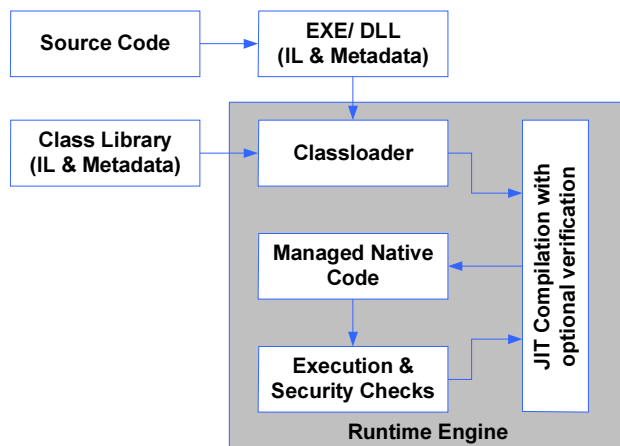 Source Code
EXE/ DLL
(IL & Metadata)
Class Library
(IL & Metadata)
Classloader
JIT Compilation with
optional verification
Managed Native
Code
Execution &
Security Checks
Runtime Engine